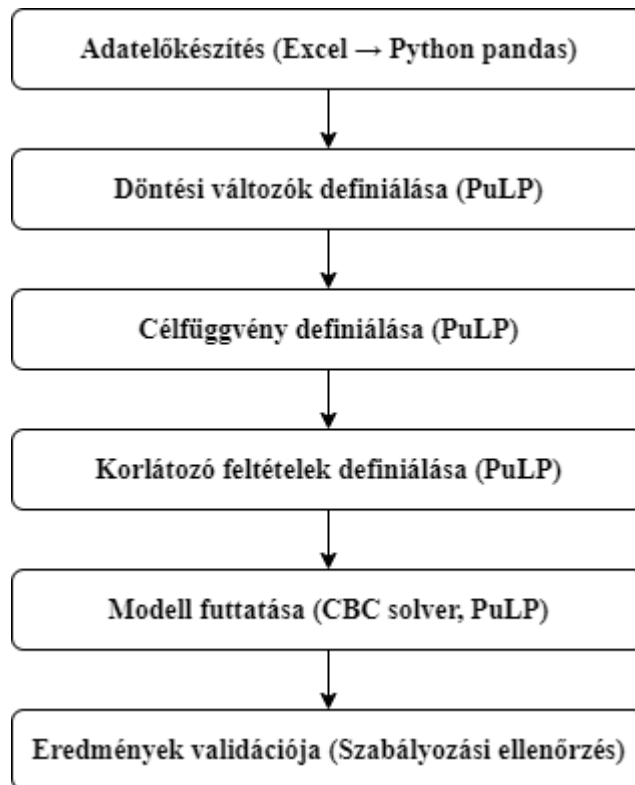 Adatelőkészítés (Excel → Python pandas)
Döntési változók definiálása (PuLP)
Célfüggvény definiálása (PuLP)
Korlátozó feltételek definiálása (PuLP)
Modell futtatása (CBC solver, PuLP)
Eredmények validációja (Szabályozási ellenőrzés)